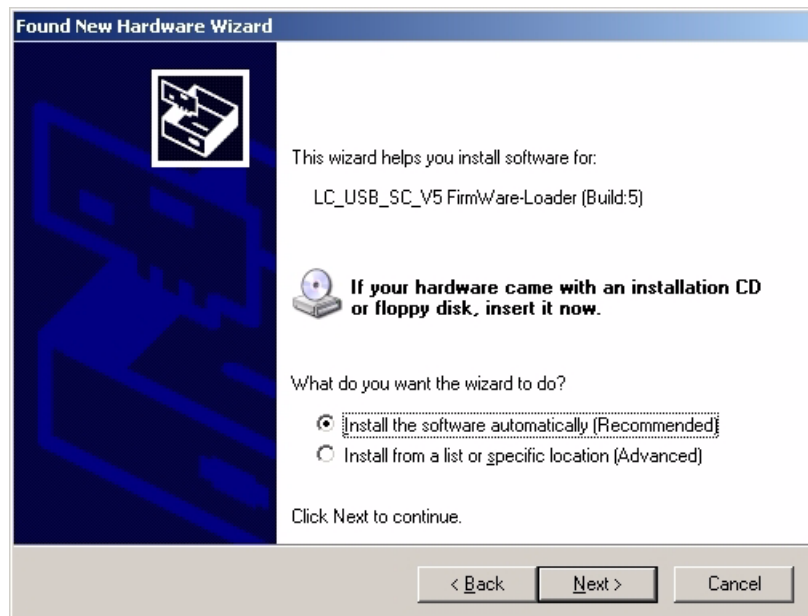 Found New Hardware Wizard
This wizard helps you install software for:
LC_USB_SC_V5 FirmWare-Loader (Build:5)
If your hardware came with an installation CD
or floppy disk, insert it now.
What do you want the wizard to do?
Install the software automatically (Recommended)
Install from a list or specific location (Advanced)
Click Next to continue.
< Back Next > Cancel